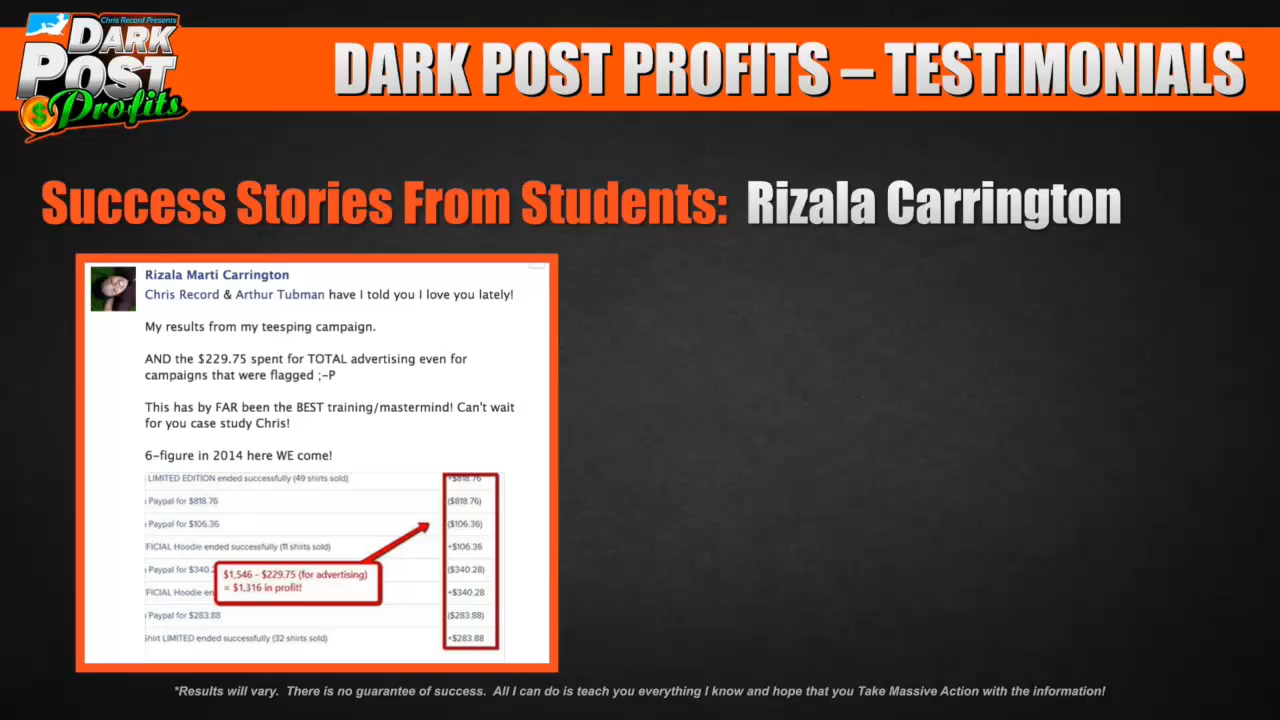 Chris Record Presents
DARK
POST
$ Profits
DARK POST PROFITS – TESTIMONIALS
Success Stories From Students: Rizala Carrington
Rizala Marti Carrington
Chris Record & Arthur Tubman have I told you I love you lately!
My results from my teesping campaign.
AND the $229.75 spent for TOTAL advertising even for
campaigns that were flagged ;-P
This has by FAR been the BEST training/mastermind! Can't wait
for you case study Chris!
6-figure in 2014 here WE come!
LIMITED EDITION ended successfully (49 shirts sold) +$818.76
Paypal for $818.76 ($818.76)
Paypal for $106.36 ($106.36)
FICIAL Hoodie ended successfully (11 shirts sold) +$106.36
Paypal for $340.2 ($340.28)
$1,546 - $229.75 (for advertising)
= $1,316 in profit!
FICIAL Hoodie en +$340.28
Paypal for $283.88 ($283.88)
Shirt LIMITED ended successfully (32 shirts sold) +$283.88
*Results will vary. There is no guarantee of success. All I can do is teach you everything I know and hope that you Take Massive Action with the information!